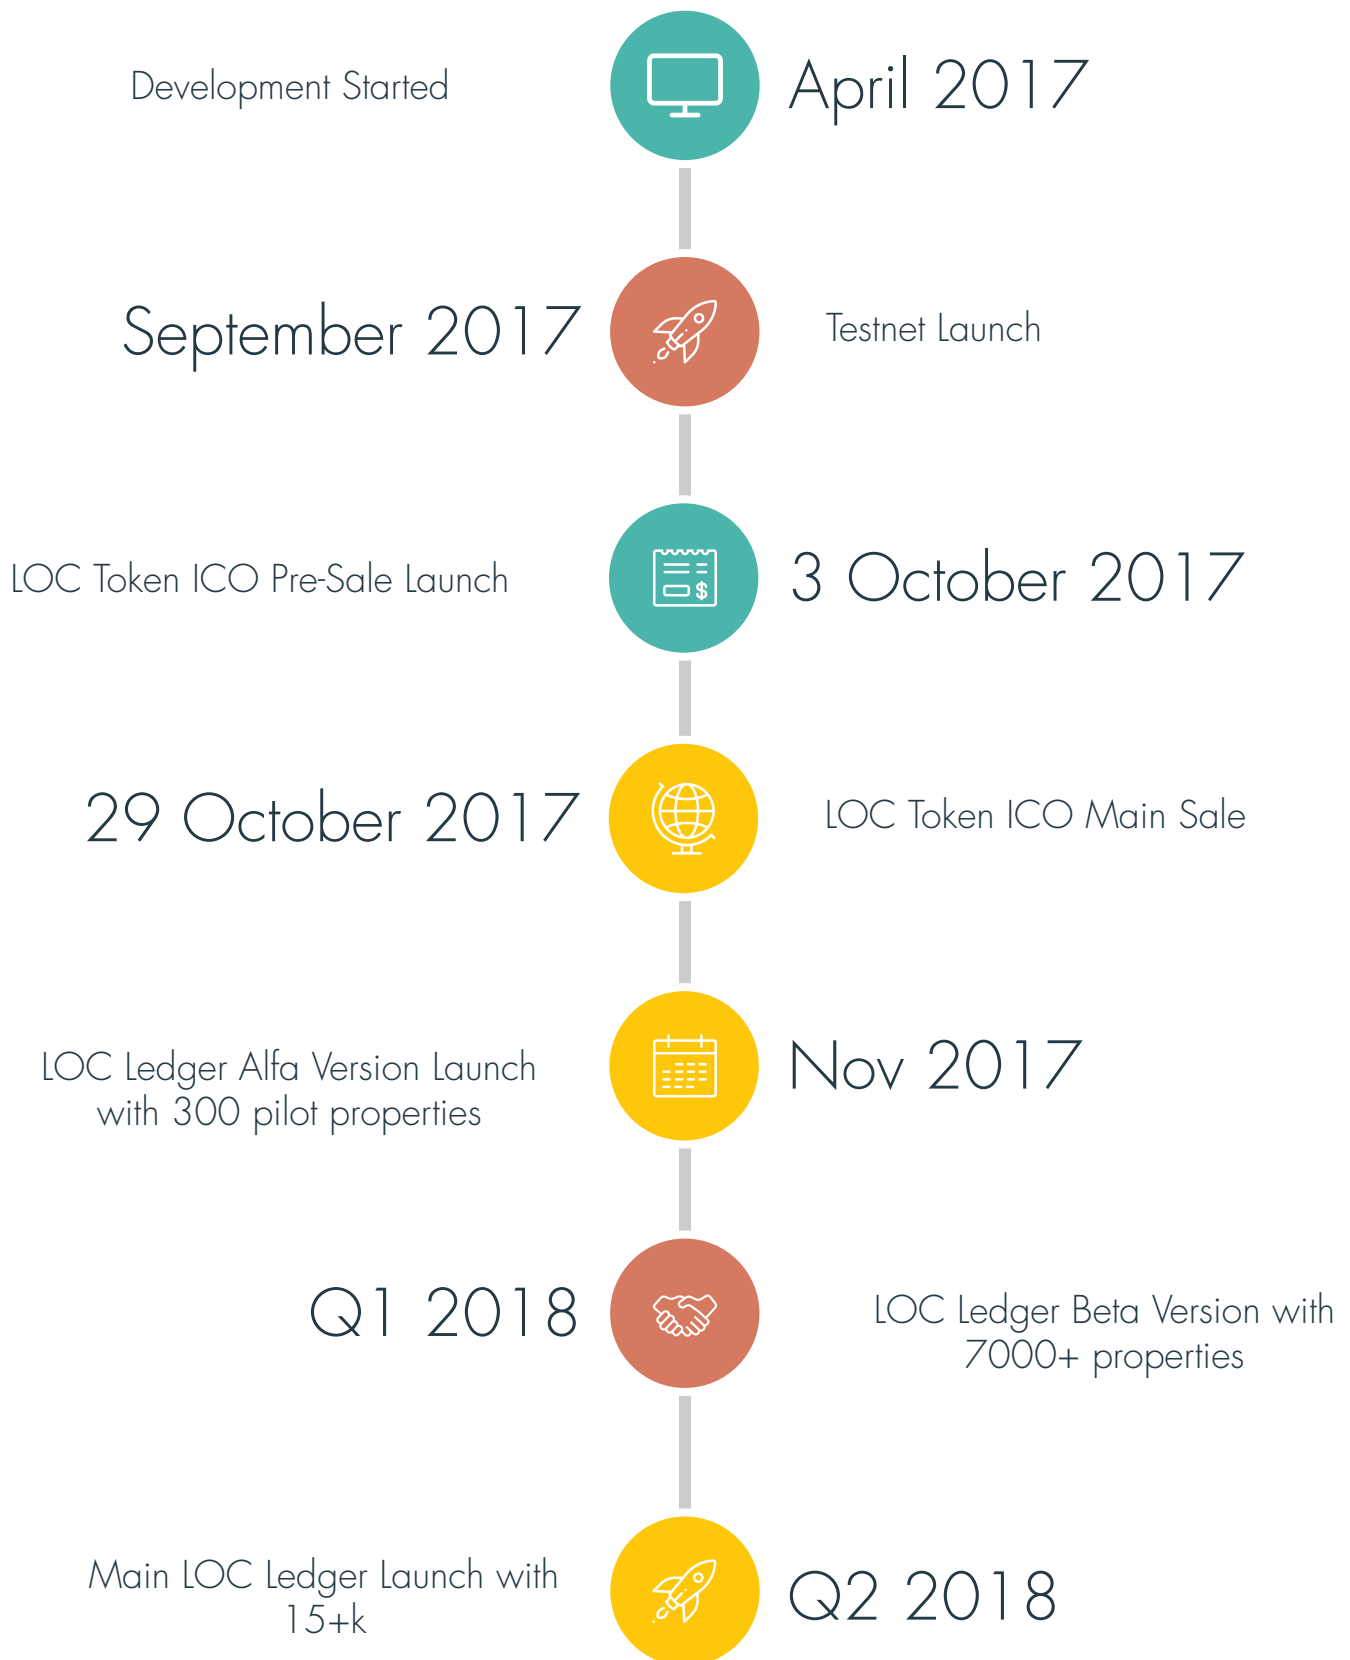 Development Started
April 2017
September 2017
Testnet Launch
LOC Token ICO Pre-Sale Launch
3 October 2017
29 October 2017
LOC Token ICO Main Sale
LOC Ledger Alfa Version Launch
with 300 pilot properties
Nov 2017
Q1 2018
LOC Ledger Beta Version with
7000+ properties
Main LOC Ledger Launch with
15+k
Q2 2018
$